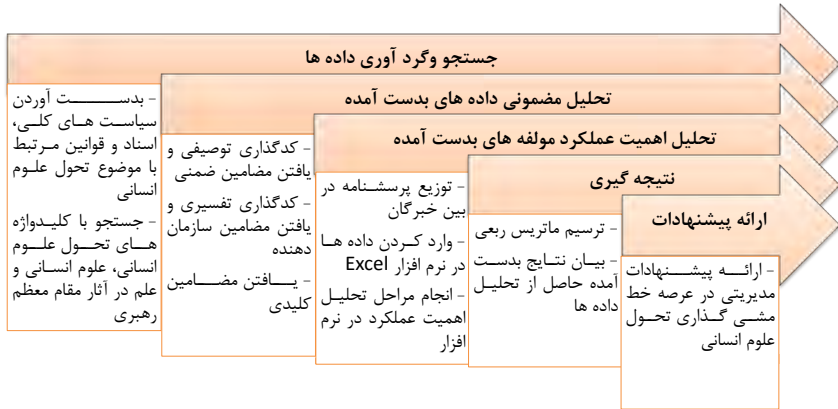 جستجو وگرد آوری داده ها
تحلیل مضمونی داده های بدست آمده
تحلیل اهمیت عملکرد مولفه های بدست آمده
نتیجه گیری
ارائه پیشنهادات
- بدست آوردن
سیاست های کلی،
اسناد و قوانین مرتبط
با موضوع تحول علوم
انسانی
- جستجو با کلیدواژه
های تحول علوم
انسانی، علوم انسانی و
علم در آثار مقام معظم
رهبری
- کدگذاری توصیفی و
یافتن مضامین ضمنی
- کدگذاری تفسیری و
یافتن مضامین سازمان
دهنده
- یافتن مضامین
کلیدی
- توزیع پرسشنامه در
بین خبرگان
- وارد کردن داده ها
در نرم افزار Excel
- انجام مراحل تحلیل
اهمیت عملکرد در نرم
افزار
- ترسیم ماتریس ربعی
- بیان نتایج بدست
آمده حاصل از تحلیل
داده ها
- ارائه پیشنهادات
مدیریتی در عرصه خط
مشی گذاری تحول
علوم انسانی